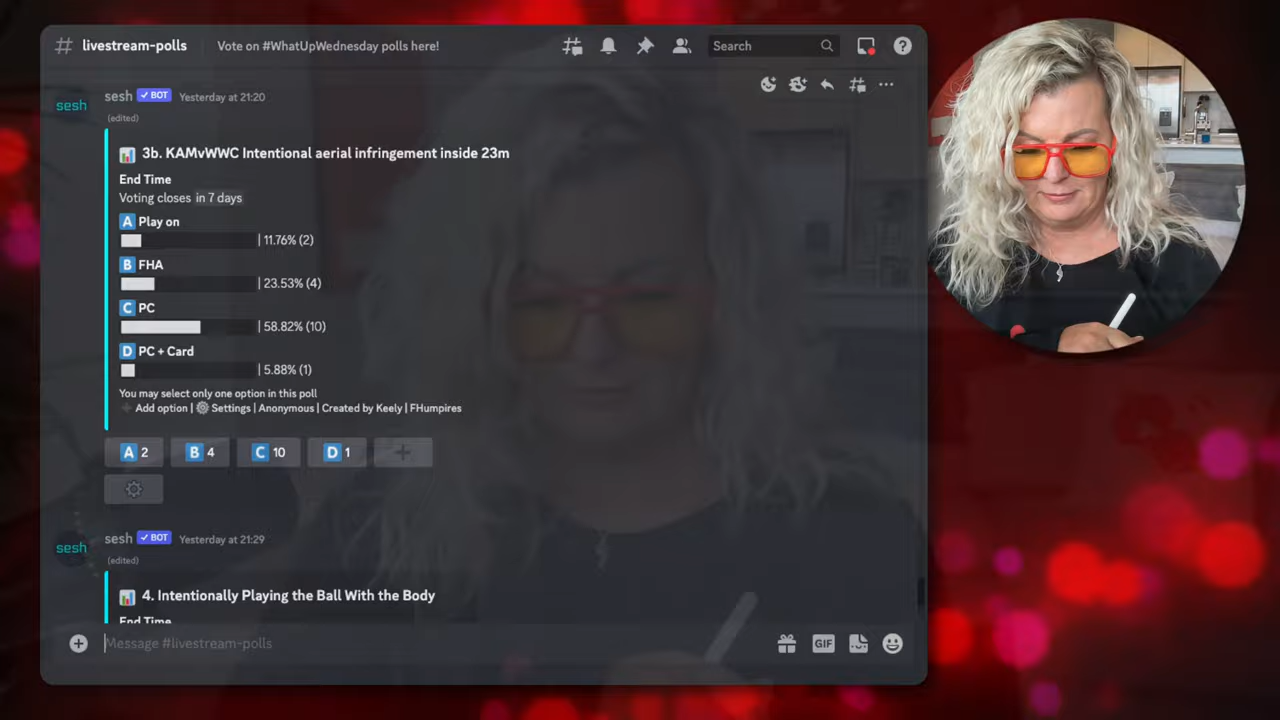 livestream-polls
Vote on #WhatUpWednesday polls here!
Search
sesh
sesh ✓ BOT Yesterday at 21:20
(edited)
3b. KAMvWWC Intentional aerial infringement inside 23m
End Time
Voting closes in 7 days
A Play on
| 11.76% (2)
B FHA
| 23.53% (4)
C PC
| 58.82% (10)
D PC + Card
| 5.88% (1)
You may select only one option in this poll
Add option | Settings | Anonymous | Created by Keely | FHumpires
A 2 B 4 C 10 D 1 +
sesh
sesh ✓ BOT Yesterday at 21:29
(edited)
4. Intentionally Playing the Ball With the Body
End Time
Message #livestream-polls
GIF